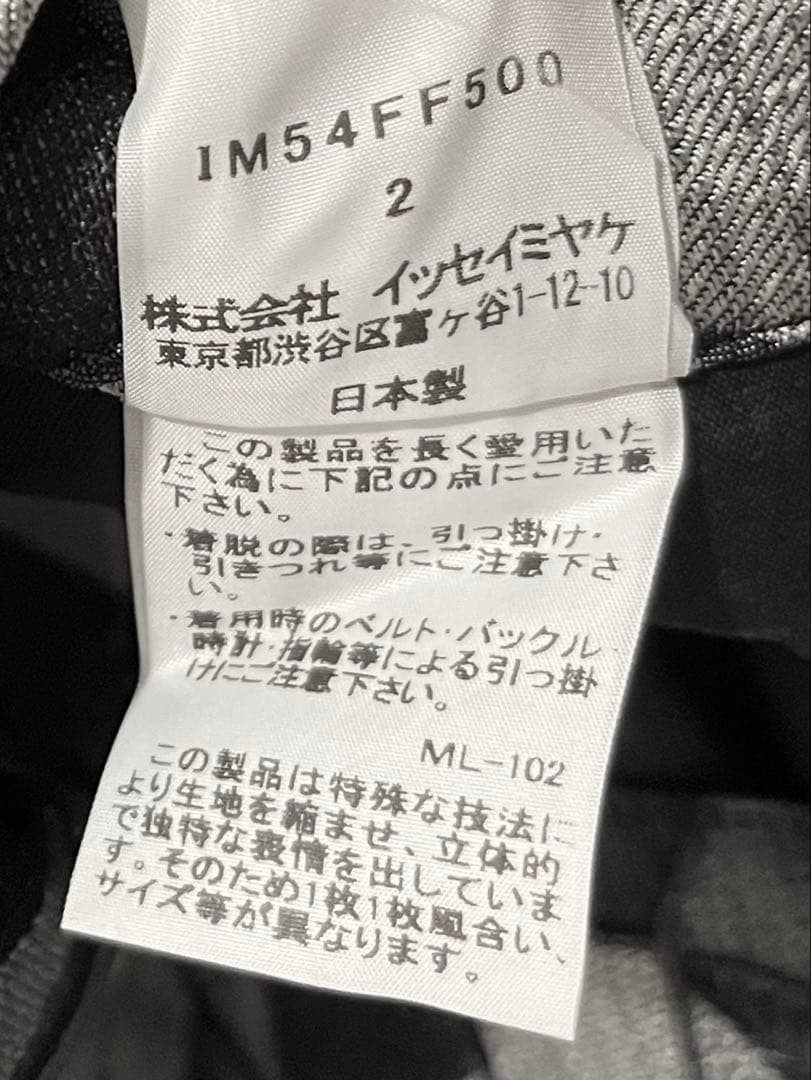 IM54FF500
2
株式会社 イッセイミヤケ
東京都渋谷区富ヶ谷1-12-10
日本製
この製品を長く愛用いた
だく為に下記の点にご注意
下さい。
・着脱の際は、引っ掛け・
引きつれ等にご注意下さ
い。
・着用時のベルト・バックル・
時計・指輪等による引っ掛
けにご注意下さい。
ML-102
この製品は特殊な技法に
より生地を縮ませ、立体的
で独特な表情を出していま
す。そのため1枚1枚風合い、
サイズ等が異なります。